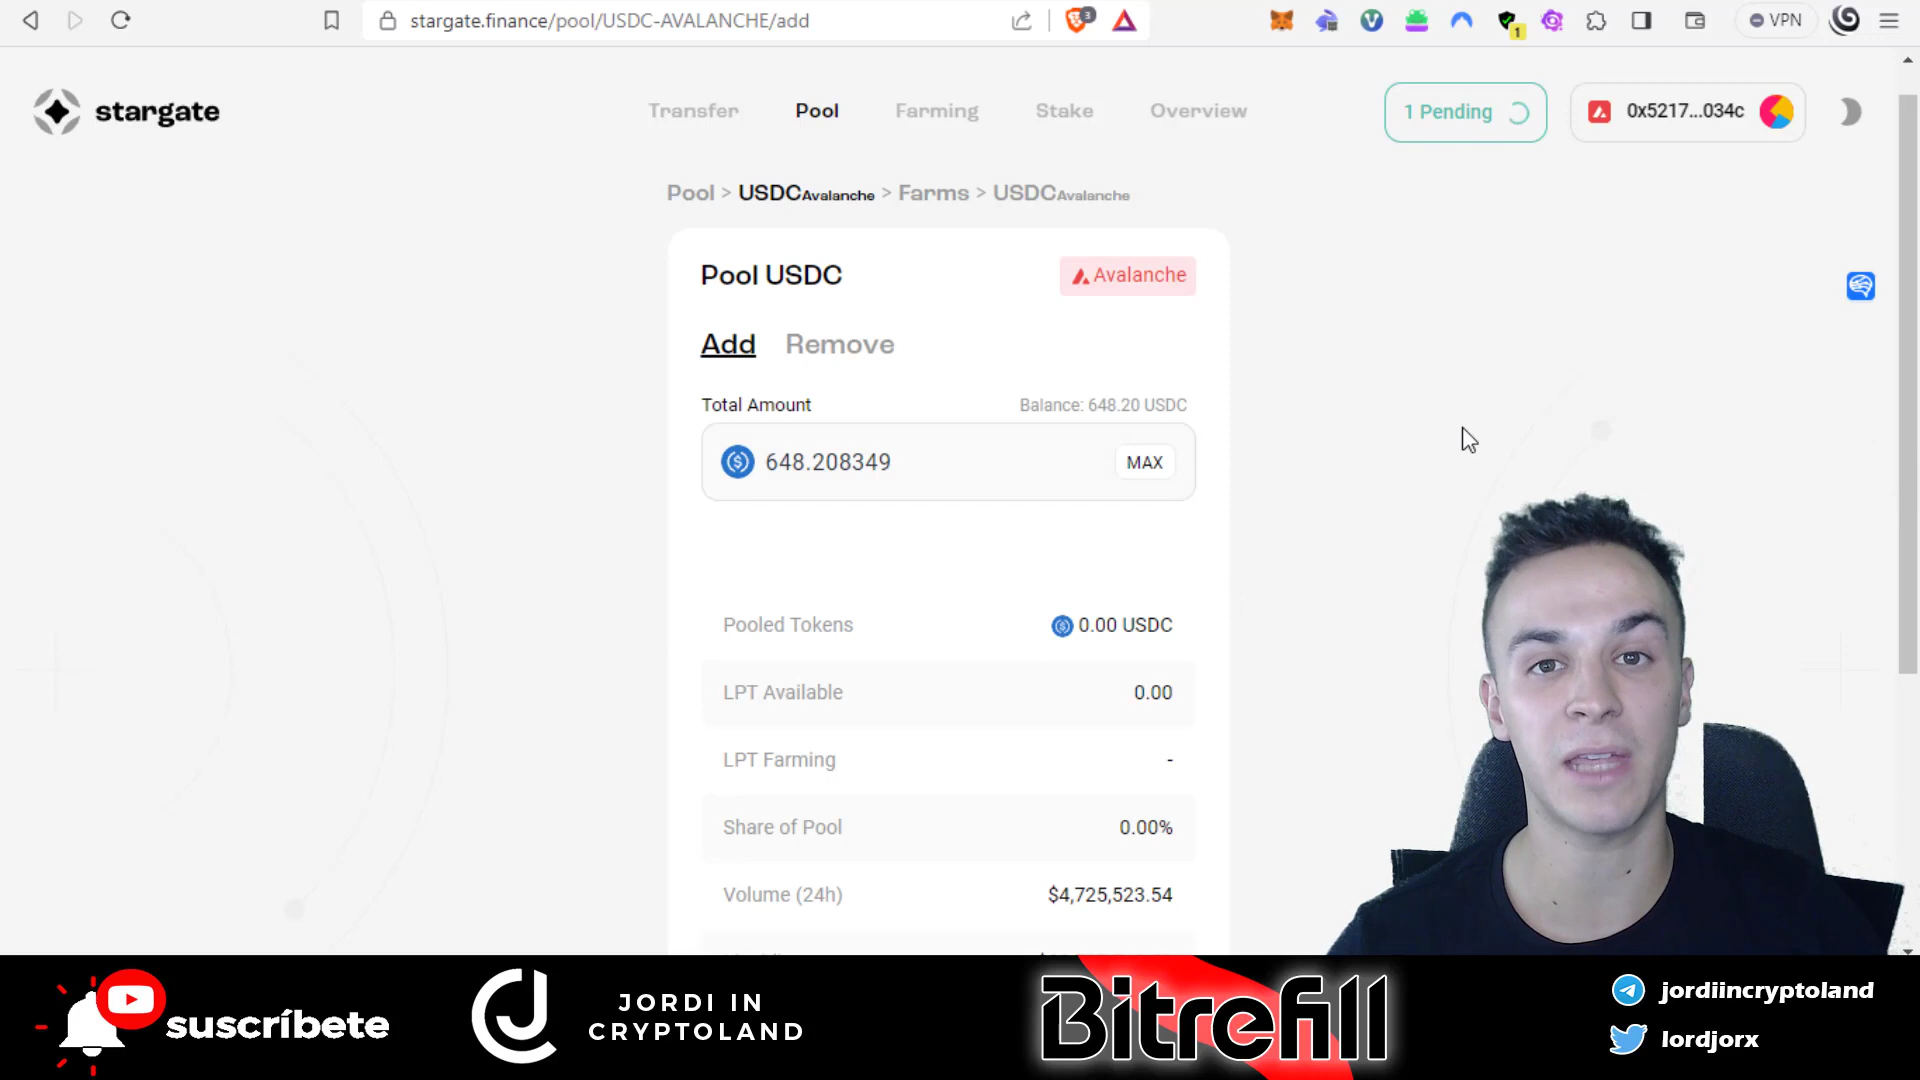 stargate.finance/pool/USDC-AVALANCHE/add
3
1
VPN
stargate
Transfer
Pool
Farming
Stake
Overview
1 Pending
0x5217...034c
Pool > USDCAvalanche > Farms > USDCAvalanche
Pool USDC
Avalanche
Add
Remove
Total Amount
Balance: 648.20 USDC
648.208349
MAX
Pooled Tokens
0.00 USDC
LPT Available
0.00
LPT Farming
-
Share of Pool
0.00%
Volume (24h)
$4,725,523.54
suscríbete
JORDI IN
CRYPTOLAND
Bitrefill
jordiincryptoland
lordjorx